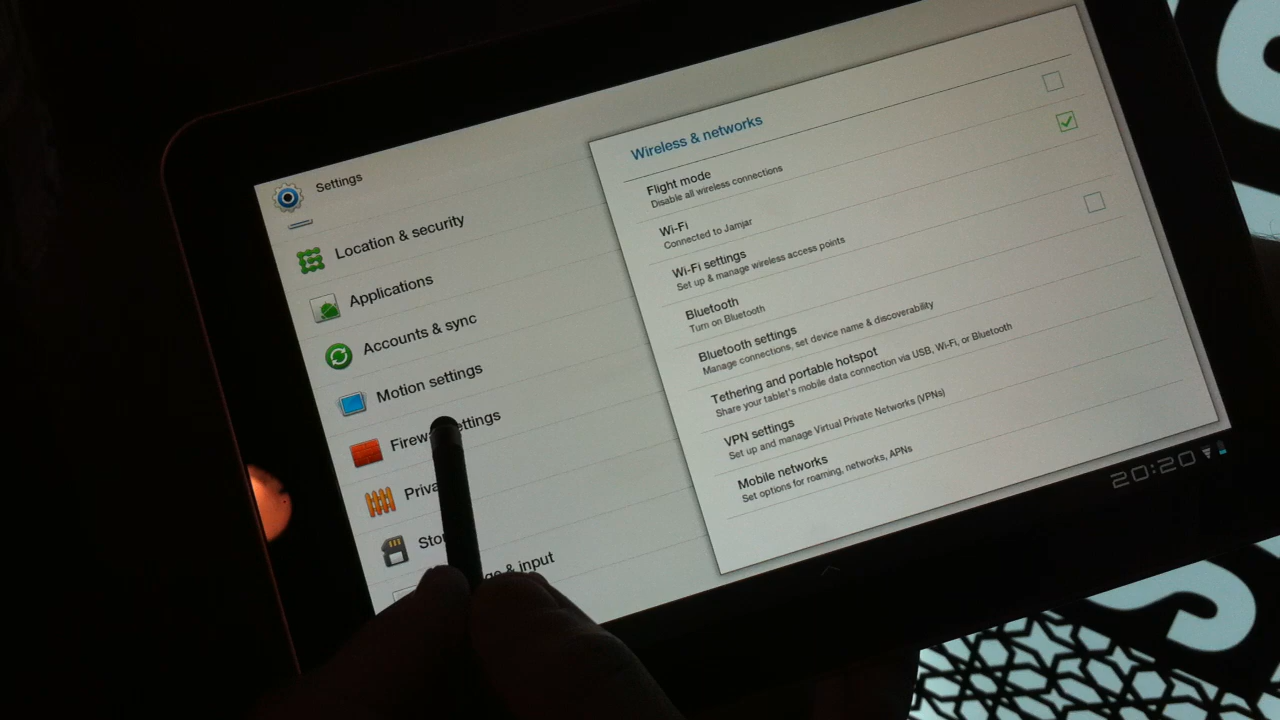 Settings
Location & security
Applications
Accounts & sync
Motion settings
settings
& input
Wireless & networks
Flight mode
Disable all wireless connections
Wi-Fi
Connected to Jamjar
Wi-Fi settings
Set up & manage wireless access points
Bluetooth
Turn on Bluetooth
Bluetooth settings
Manage connections, set device name & discoverability
Tethering and portable hotspot
Share your tablet's mobile data connection via USB, Wi-Fi, or Bluetooth
VPN settings
Set up and manage Virtual Private Networks (VPNs)
Mobile networks
Set options for roaming, networks, APNs
20:20